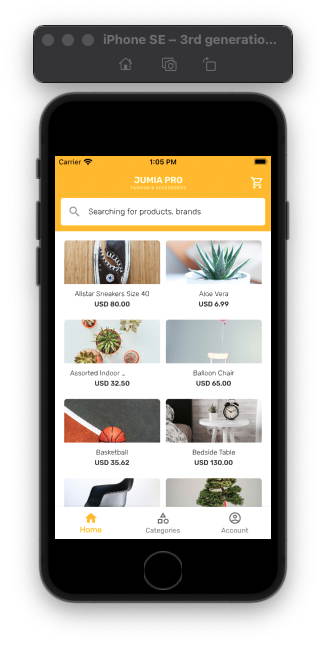 iPhone SE – 3rd generatio...
Carrier 1:05 PM
JUMIA PRO
Searching for products, brands
Allstar Sneakers Size 40
USD 80.00
Aloe Vera
USD 6.99
Assorted Indoor ..
USD 32.50
Balloon Chair
USD 65.00
Basketball
USD 35.62
Bedside Table
USD 130.00
Home
Categories
Account